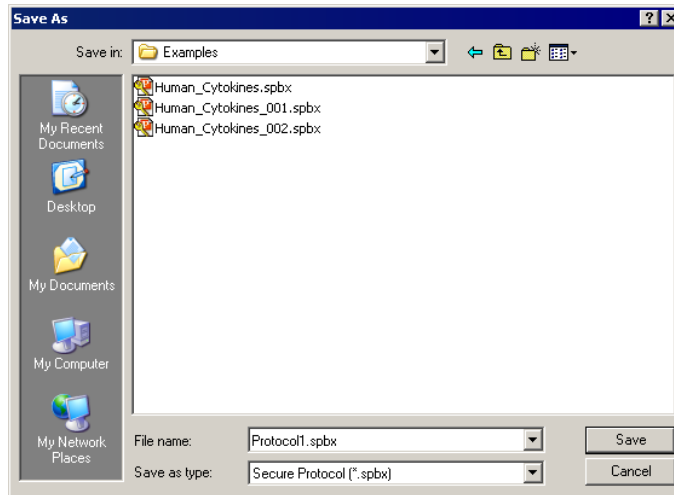 Save As
Save in: Examples
Human_Cytokines.spbx
Human_Cytokines_001.spbx
Human_Cytokines_002.spbx
My Recent
Documents
Desktop
My Documents
My Computer
My Network
Places
File name: Protocol1.spbx Save
Save as type: Secure Protocol (*.spbx) Cancel